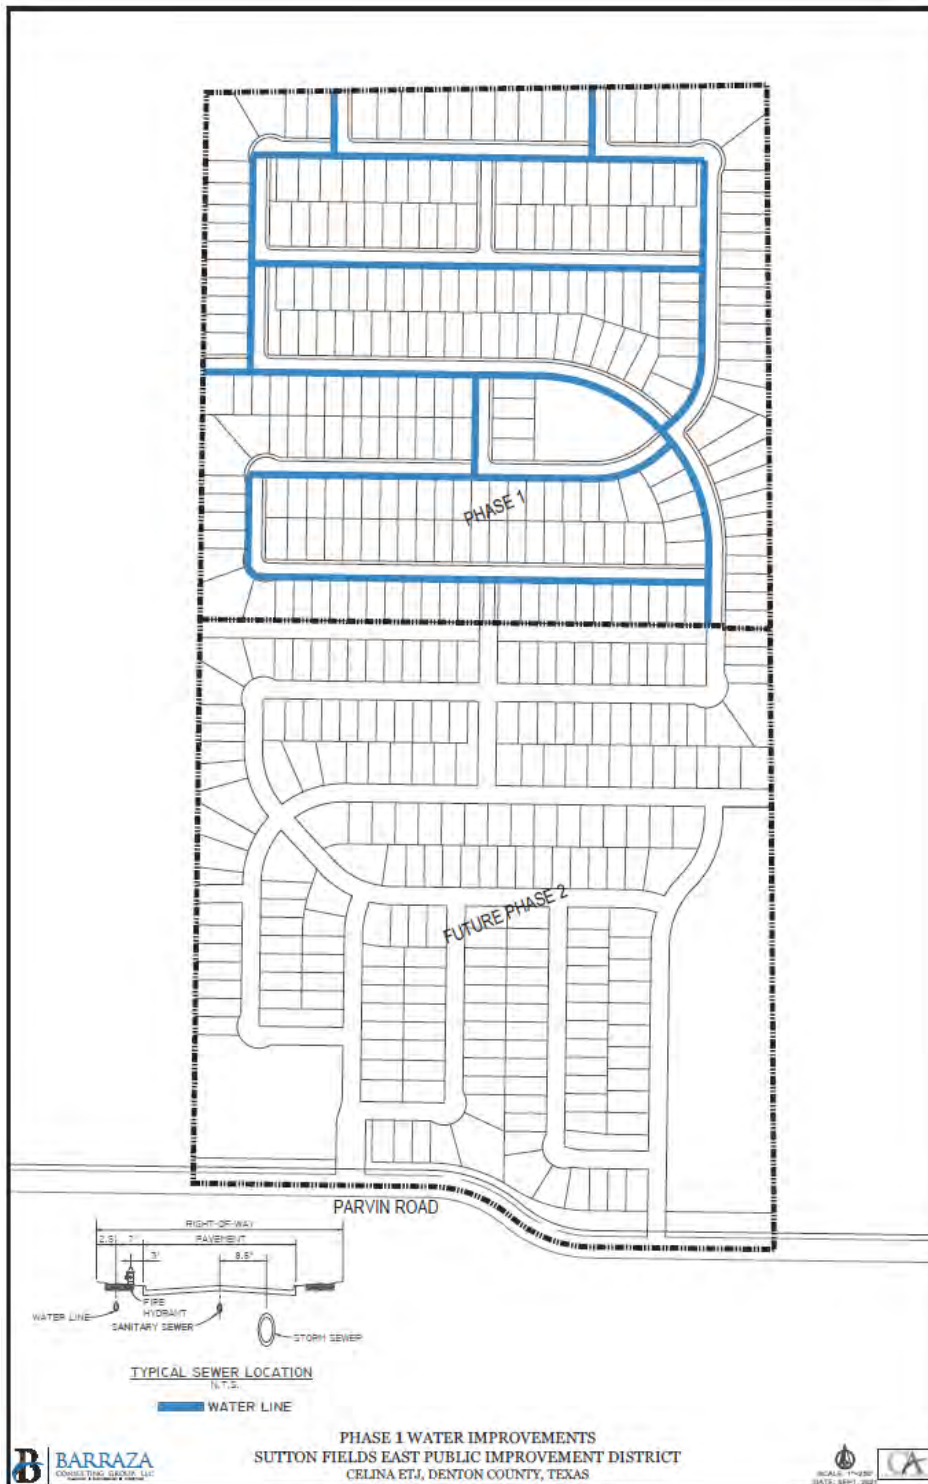 PHASE 1
FUTURE PHASE 2
PARVIN ROAD
RIGHT-OF-WAY
2.5' 7' PAVEMENT
3' 9.5'
FIRE
HYDRANT
WATER LINE
SANITARY SEWER
STORM SEWER
TYPICAL SEWER LOCATION
N.T.S.
WATER LINE
PHASE 1 WATER IMPROVEMENTS
SUTTON FIELDS EAST PUBLIC IMPROVEMENT DISTRICT
CELINA ETJ, DENTON COUNTY, TEXAS
B BARRAZA
CONSULTING GROUP, LLC
CA